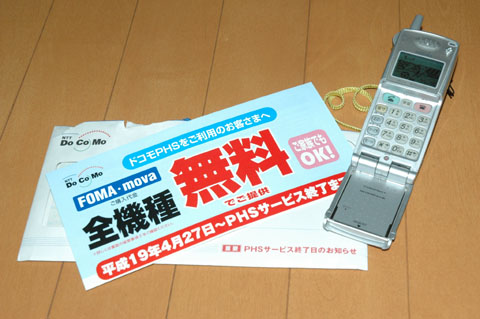 NTT
DoCoMo
NTT
DoCoMo
ドコモPHSをご利用のお客さまへ
FOMA・mova
ご購入代金
全機種
無料
でご提供
ご家族でも
OK!
平成19年4月27日～PHSサービス終了ま
重要 PHSサービス終了日のお知らせ